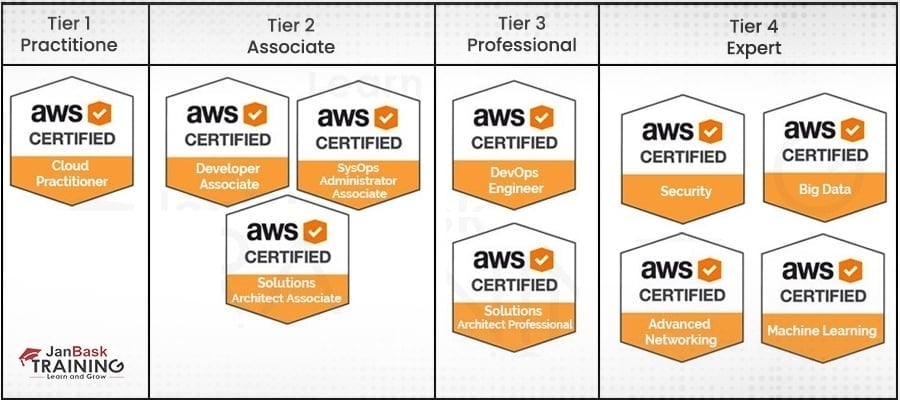 Tier 1
Practitione
Tier 2
Associate
Tier 3
Professional
Tier 4
Expert
aws
CERTIFIED
Cloud
Practitioner
aws
CERTIFIED
Developer
Associate
aws
CERTIFIED
SysOps
Administrator
Associate
aws
CERTIFIED
Solutions
Architect Associate
aws
CERTIFIED
DevOps
Engineer
aws
CERTIFIED
Solutions
Architect Professional
aws
CERTIFIED
Security
aws
CERTIFIED
Big Data
aws
CERTIFIED
Advanced
Networking
aws
CERTIFIED
Machine Learning
JanBask
TRAINING
Learn and Grow
Learn